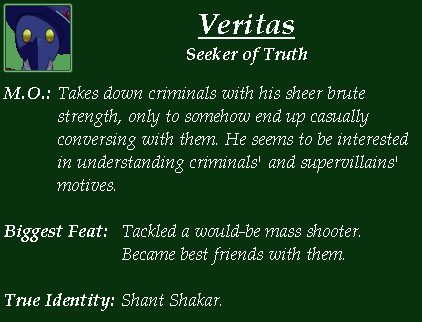 Veritas
Seeker of Truth
M.O.: Takes down criminals with his sheer brute
strength, only to somehow end up casually
conversing with them. He seems to be interested
in understanding criminals' and supervillains'
motives.
Biggest Feat: Tackled a would-be mass shooter.
Became best friends with them.
True Identity: Shant Shakar.